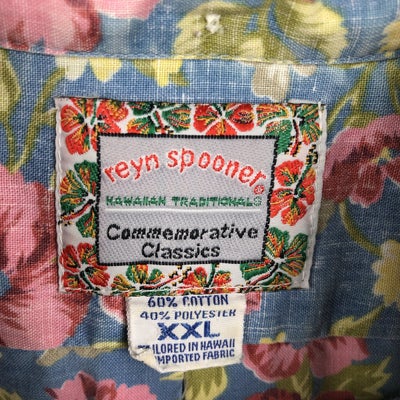 reyn spooner®
HAWAIIAN TRADITIONALS
Commemorative
Classics
60% COTTON
40% POLYESTER
XXL
TAILORED IN HAWAII
IMPORTED FABRIC